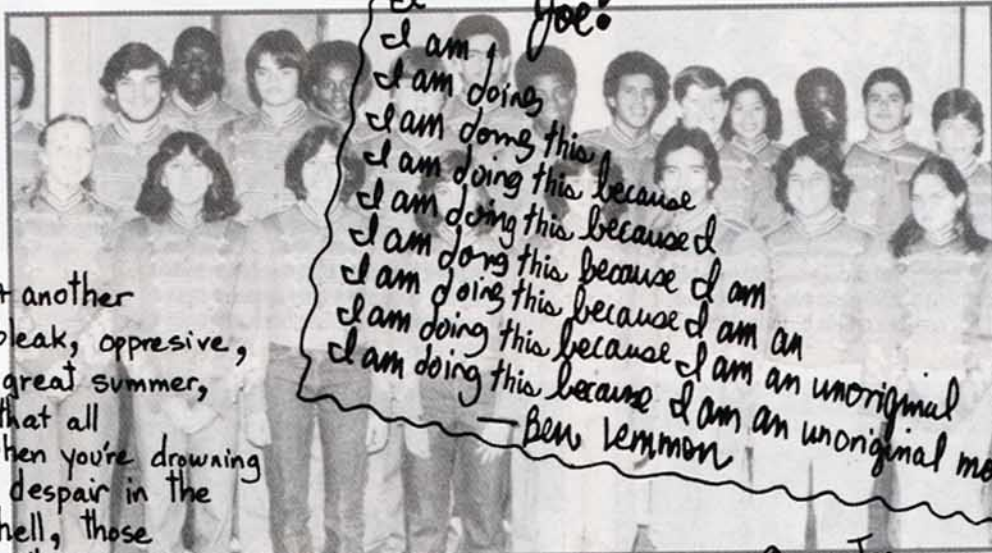 Joe!
I
I am
I am doing
I am doing this
I am doing this because
I am doing this because I
I am dong this because I am
I am doing this because I am an
I am doing this because I am an unoriginal
I am doing this because I am an unoriginal mo
— Ben Lemmon
another
bleak, oppresive,
great summer,
that all
hen you're drowning
despair in the
hell, those